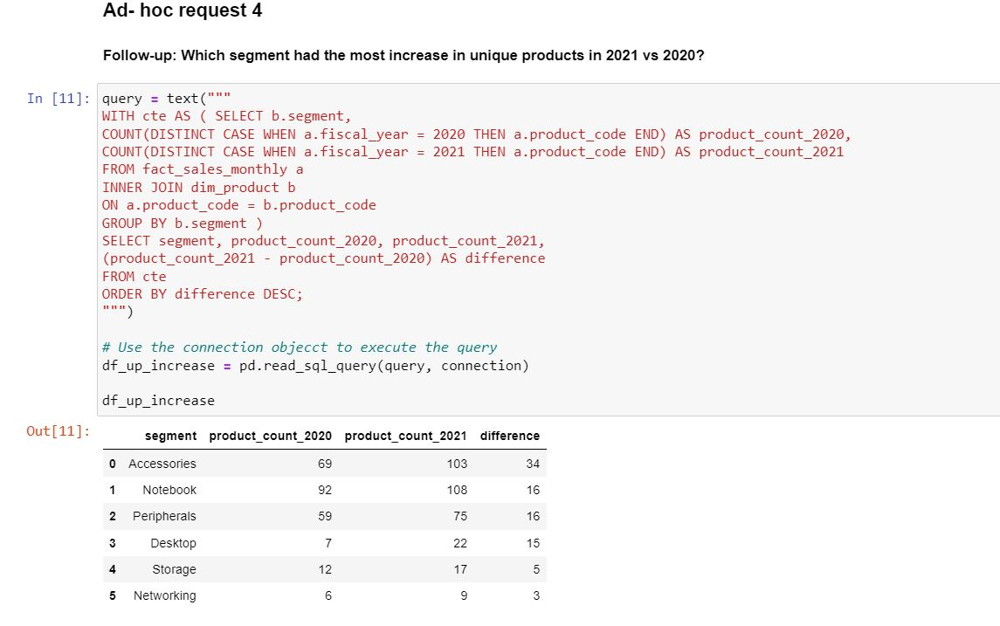 Ad- hoc request 4
Follow-up: Which segment had the most increase in unique products in 2021 vs 2020?
In [11]: query = text("""
WITH cte AS ( SELECT b.segment,
COUNT(DISTINCT CASE WHEN a.fiscal_year = 2020 THEN a.product_code END) AS product_count_2020,
COUNT(DISTINCT CASE WHEN a.fiscal_year = 2021 THEN a.product_code END) AS product_count_2021
FROM fact_sales_monthly a
INNER JOIN dim_product b
ON a.product_code = b.product_code
GROUP BY b.segment )
SELECT segment, product_count_2020, product_count_2021,
(product_count_2021 - product_count_2020) AS difference
FROM cte
ORDER BY difference DESC;
""")
# Use the connection objecct to execute the query
df_up_increase = pd.read_sql_query(query, connection)
df_up_increase
Out[11]:
segment product_count_2020 product_count_2021 difference
0 Accessories 69 103 34
1 Notebook 92 108 16
2 Peripherals 59 75 16
3 Desktop 7 22 15
4 Storage 12 17 5
5 Networking 6 9 3